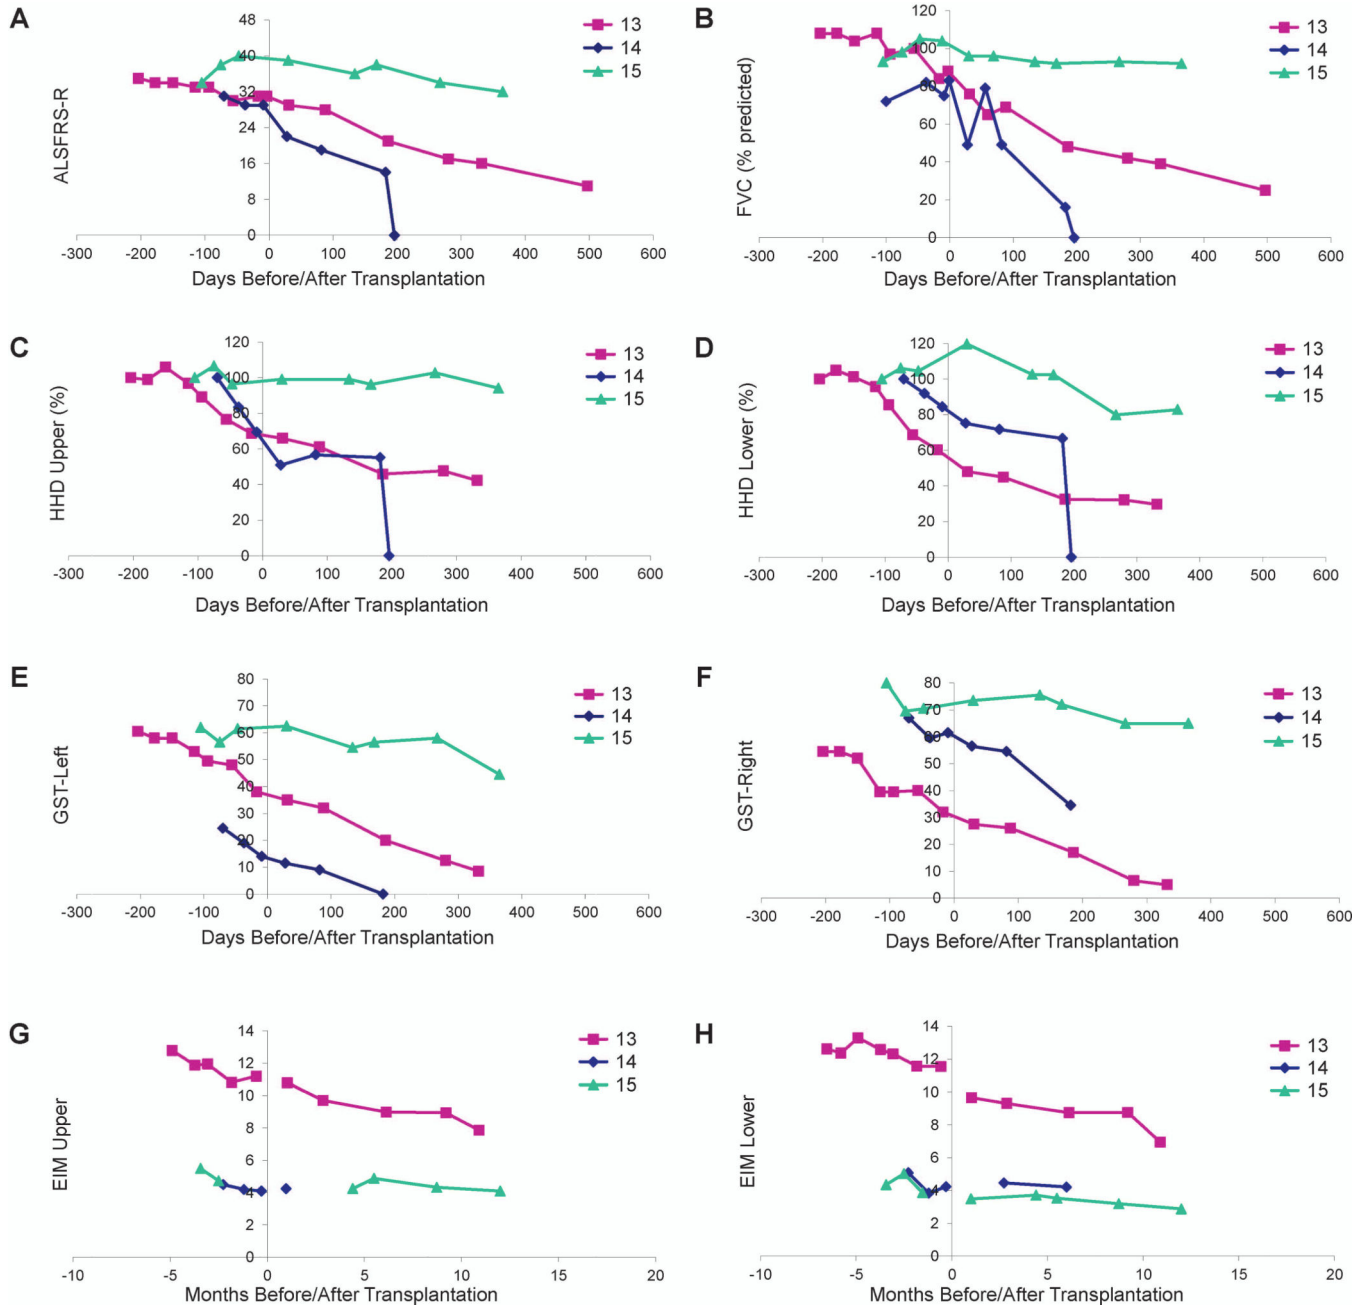 A
ALSFRS-R
48
40
32
24
16
8
0
-300 -200 -100 0 100 200 300 400 500 600
Days Before/After Transplantation
13
14
15
B
FVC (% predicted)
120
100
80
60
40
20
0
-300 -200 -100 0 100 200 300 400 500 600
Days Before/After Transplantation
13
14
15
C
HHD Upper (%)
120
100
80
60
40
20
0
-300 -200 -100 0 100 200 300 400 500 600
Days Before/After Transplantation
13
14
15
D
HHD Lower (%)
120
100
80
60
40
20
0
-300 -200 -100 0 100 200 300 400 500 600
Days Before/After Transplantation
13
14
15
E
GST-Left
80
70
60
50
40
30
20
10
0
-300 -200 -100 0 100 200 300 400 500 600
Days Before/After Transplantation
13
14
15
F
GST-Right
80
70
60
50
40
30
20
10
0
-300 -200 -100 0 100 200 300 400 500 600
Days Before/After Transplantation
13
14
15
G
EIM Upper
14
12
10
8
6
4
2
0
-10 -5 0 5 10 15 20
Months Before/After Transplantation
13
14
15
H
EIM Lower
14
12
10
8
6
4
2
0
-10 -5 0 5 10 15 20
Months Before/After Transplantation
13
14
15